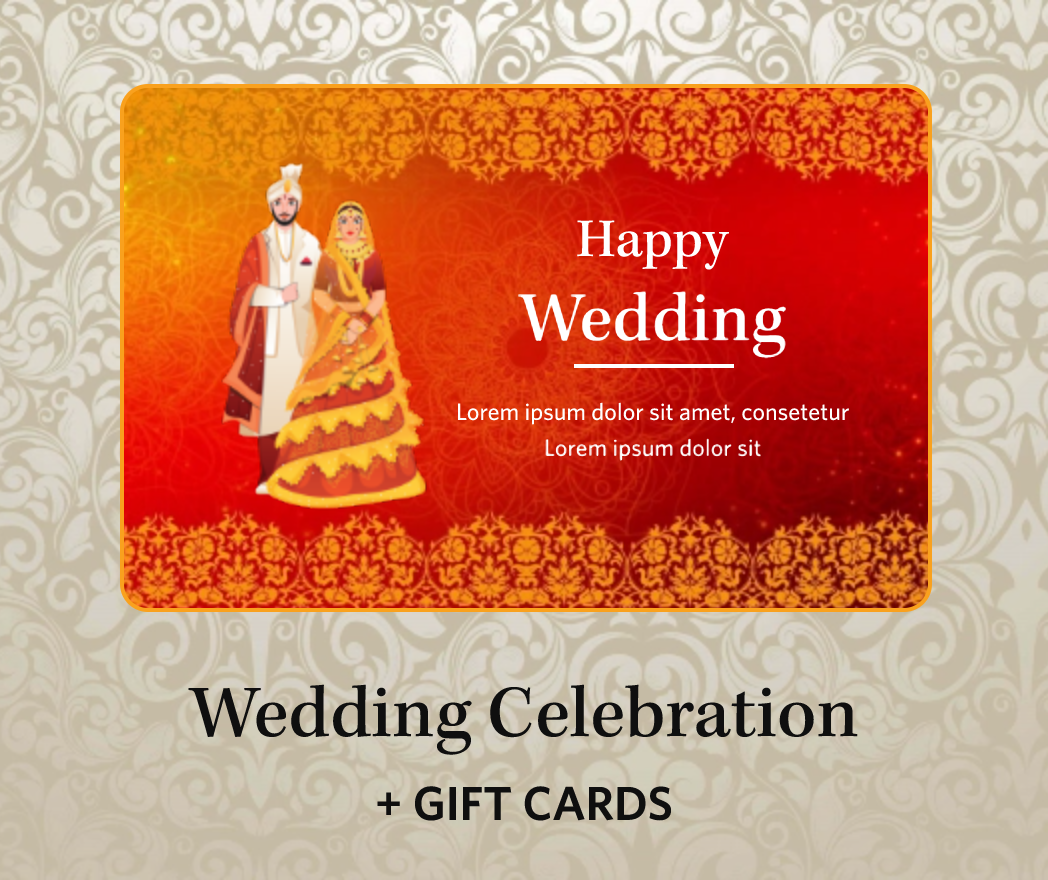 Happy
Wedding
Lorem ipsum dolor sit amet, consetetur
Lorem ipsum dolor sit
Wedding Celebration
+ GIFT CARDS